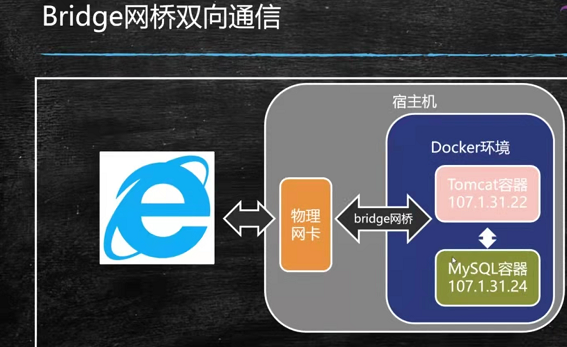 Bridge网桥双向通信
宿主机
Docker环境
物理
网卡
bridge网桥
Tomcat容器
107.1.31.22
MySQL容器
107.1.31.24